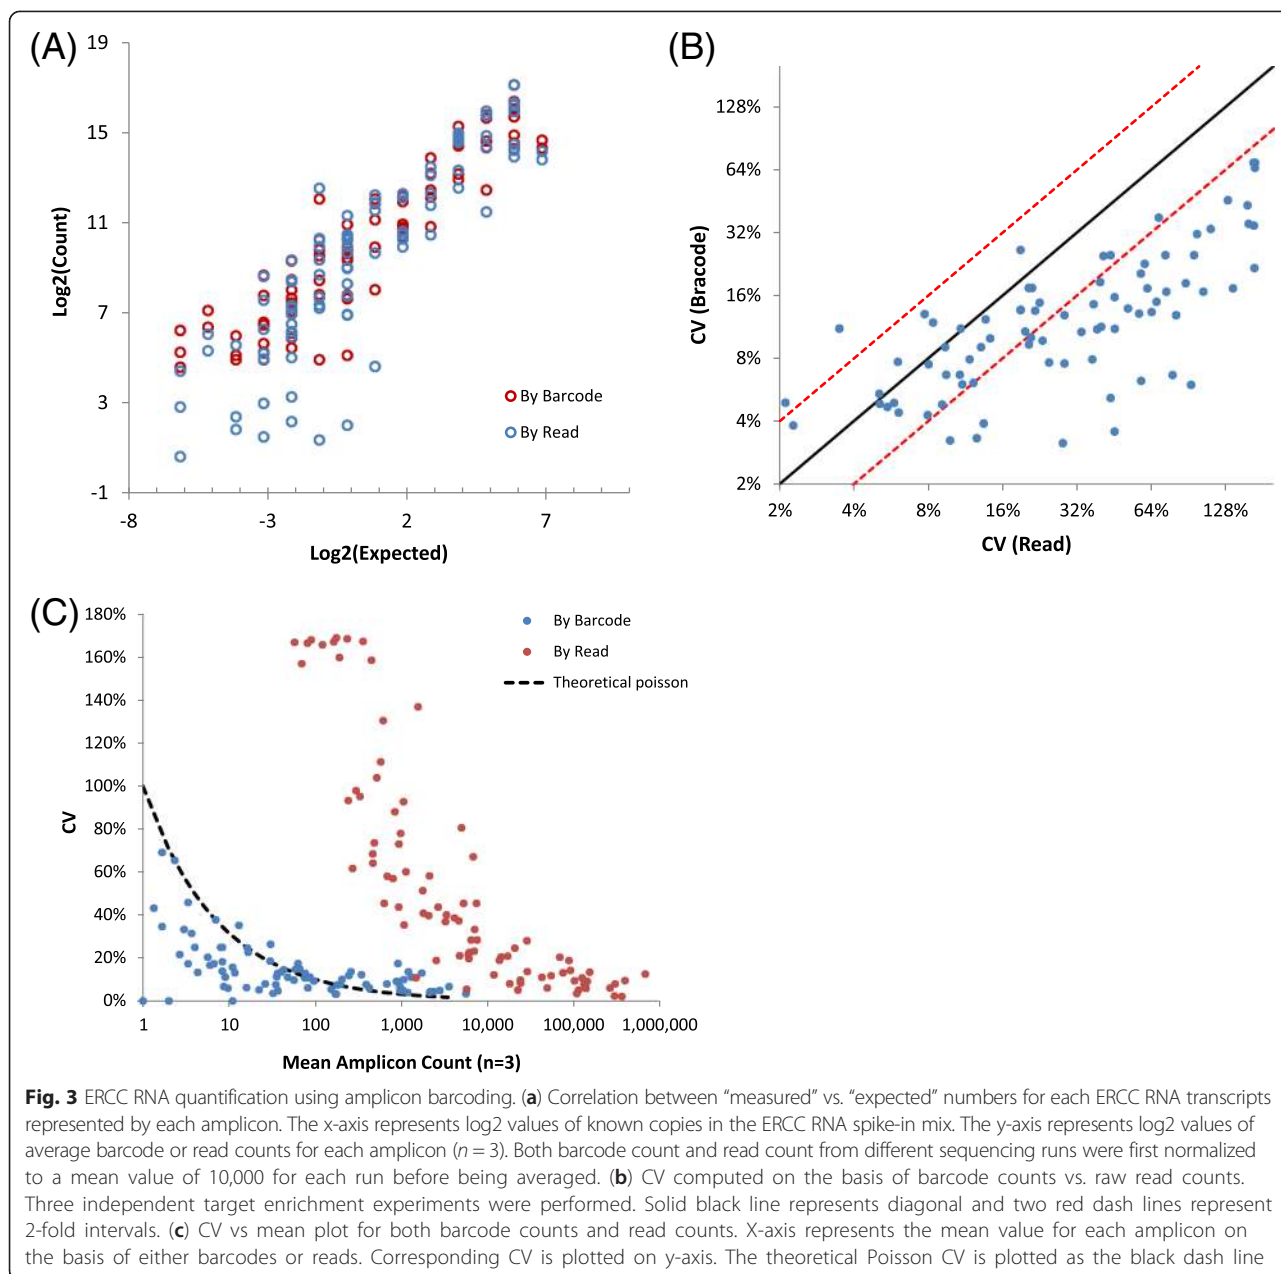 (A)
19
15
11
7
3
-1
-8
-3
2
7
Log2(Count)
Log2(Expected)
By Barcode
By Read
(B)
128%
64%
32%
16%
8%
4%
2%
2%
4%
8%
16%
32%
64%
128%
CV (Bracode)
CV (Read)
(C)
180%
160%
140%
120%
100%
80%
60%
40%
20%
0%
1
10
100
1,000
10,000
100,000
1,000,000
CV
Mean Amplicon Count (n=3)
By Barcode
By Read
Theoretical poisson
Fig. 3 ERCC RNA quantification using amplicon barcoding. (a) Correlation between “measured” vs. “expected” numbers for each ERCC RNA transcripts
represented by each amplicon. The x-axis represents log2 values of known copies in the ERCC RNA spike-in mix. The y-axis represents log2 values of
average barcode or read counts for each amplicon (n = 3). Both barcode count and read count from different sequencing runs were first normalized
to a mean value of 10,000 for each run before being averaged. (b) CV computed on the basis of barcode counts vs. raw read counts.
Three independent target enrichment experiments were performed. Solid black line represents diagonal and two red dash lines represent
2-fold intervals. (c) CV vs mean plot for both barcode counts and read counts. X-axis represents the mean value for each amplicon on
the basis of either barcodes or reads. Corresponding CV is plotted on y-axis. The theoretical Poisson CV is plotted as the black dash line